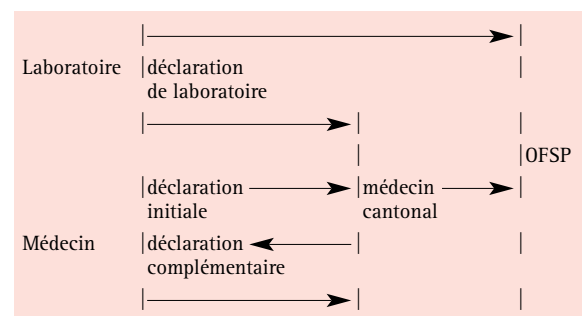 Laboratoire déclaration
de laboratoire
OFSP
déclaration médecin
initiale cantonal
Médecin déclaration
complémentaire